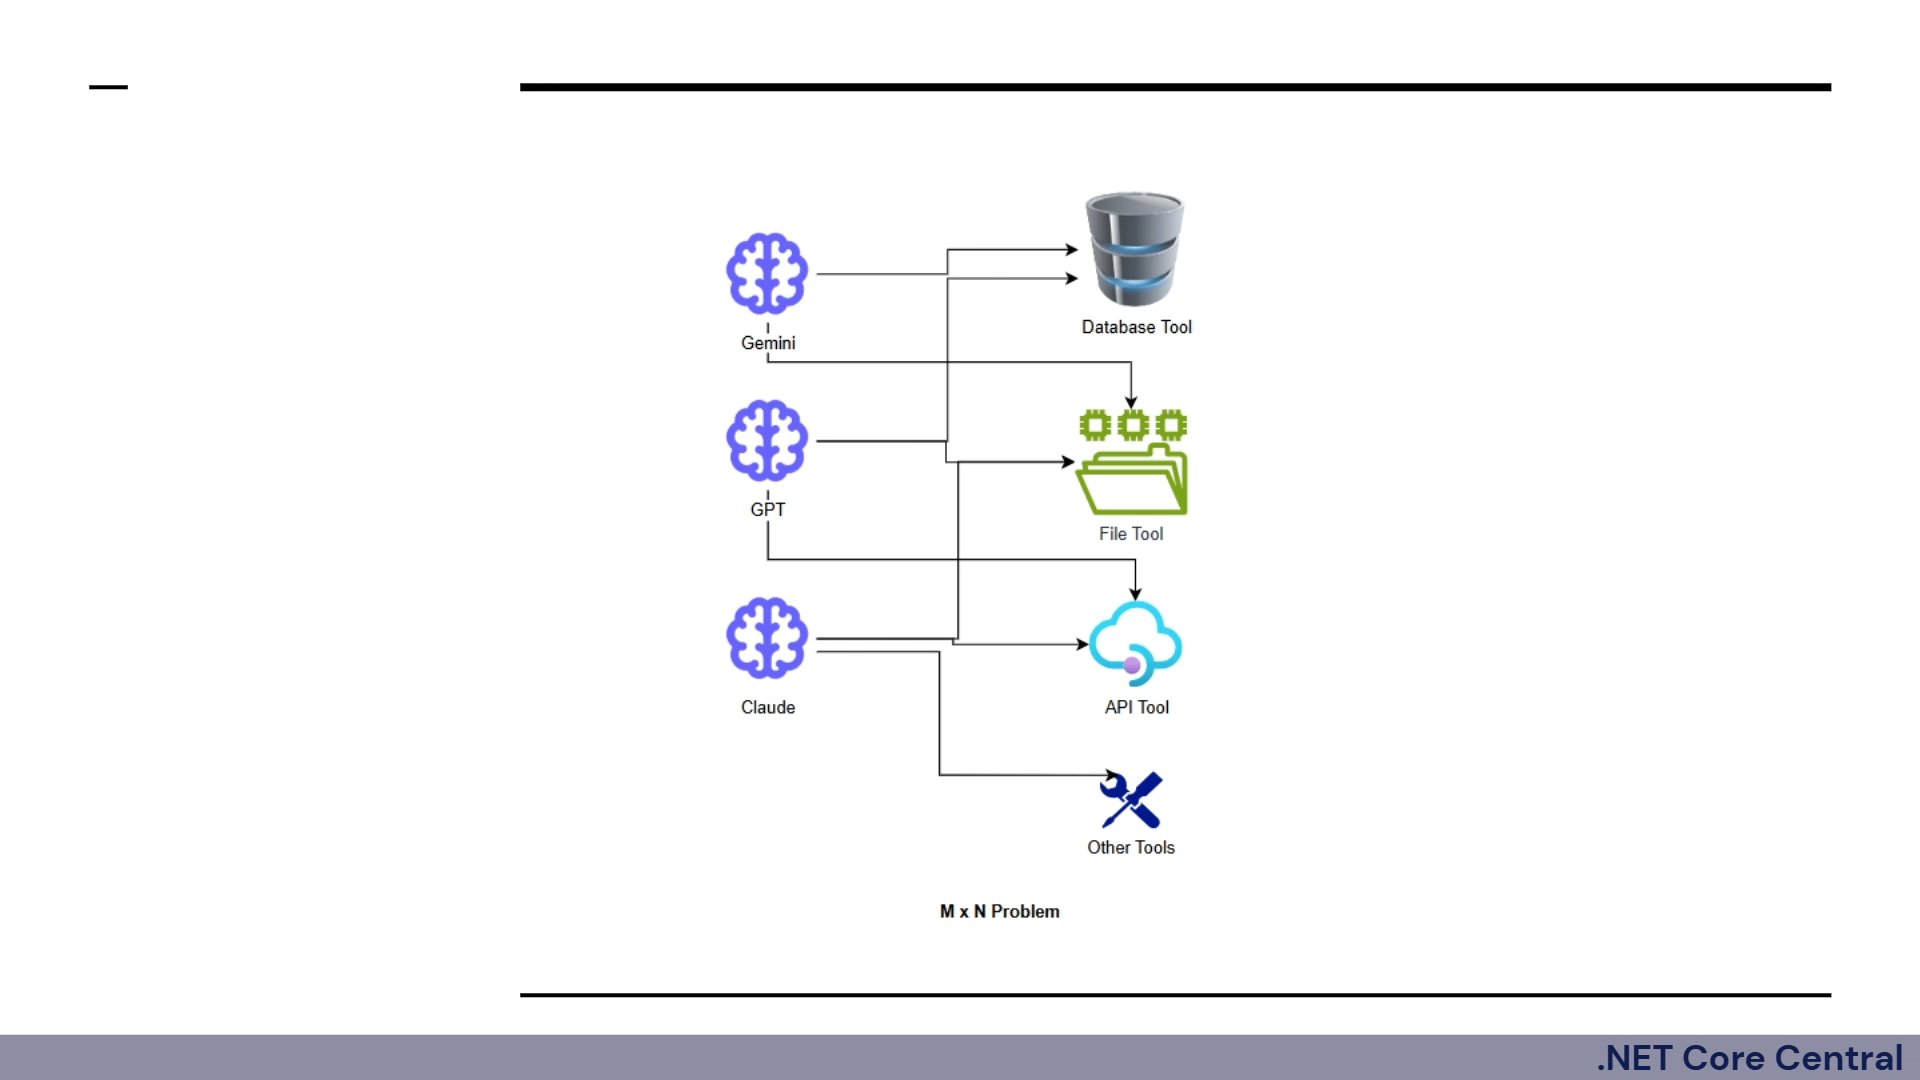 Gemini
Database Tool
GPT
File Tool
Claude
API Tool
Other Tools
M x N Problem
.NET Core Central